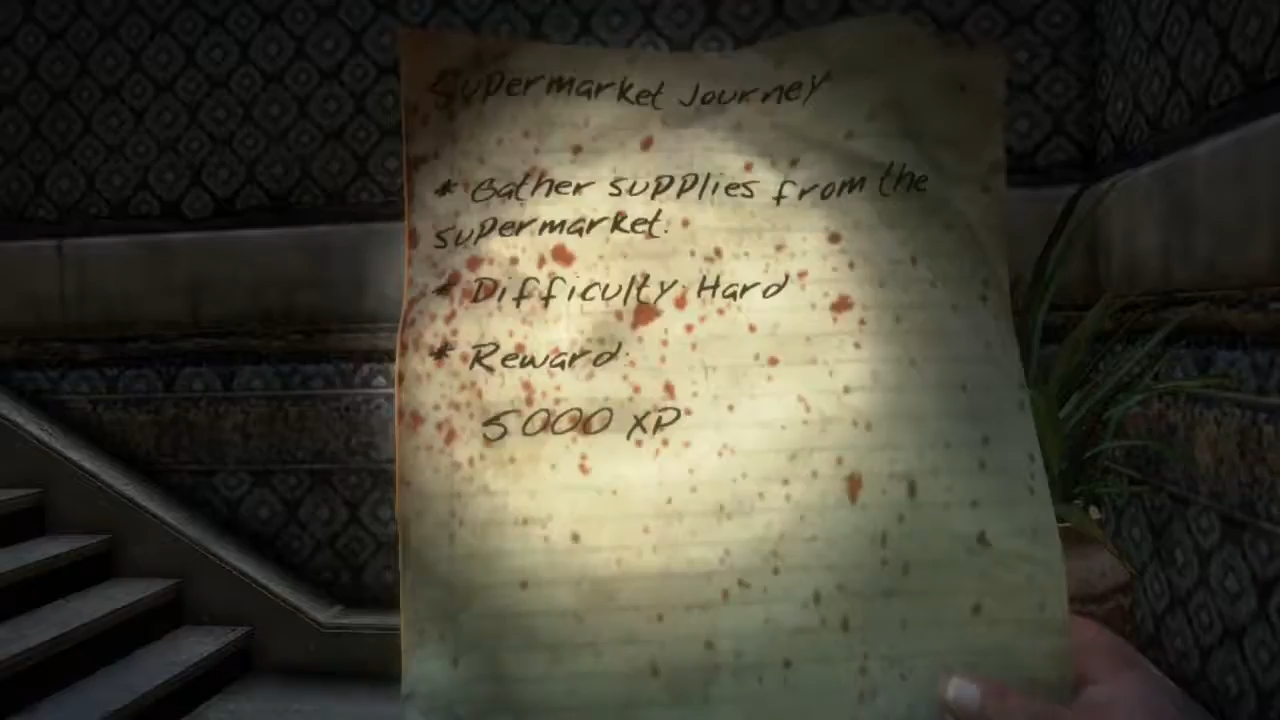 Supermarket Journey
* Gather supplies from the
supermarket.
* Difficulty: Hard
* Reward:
5000 XP